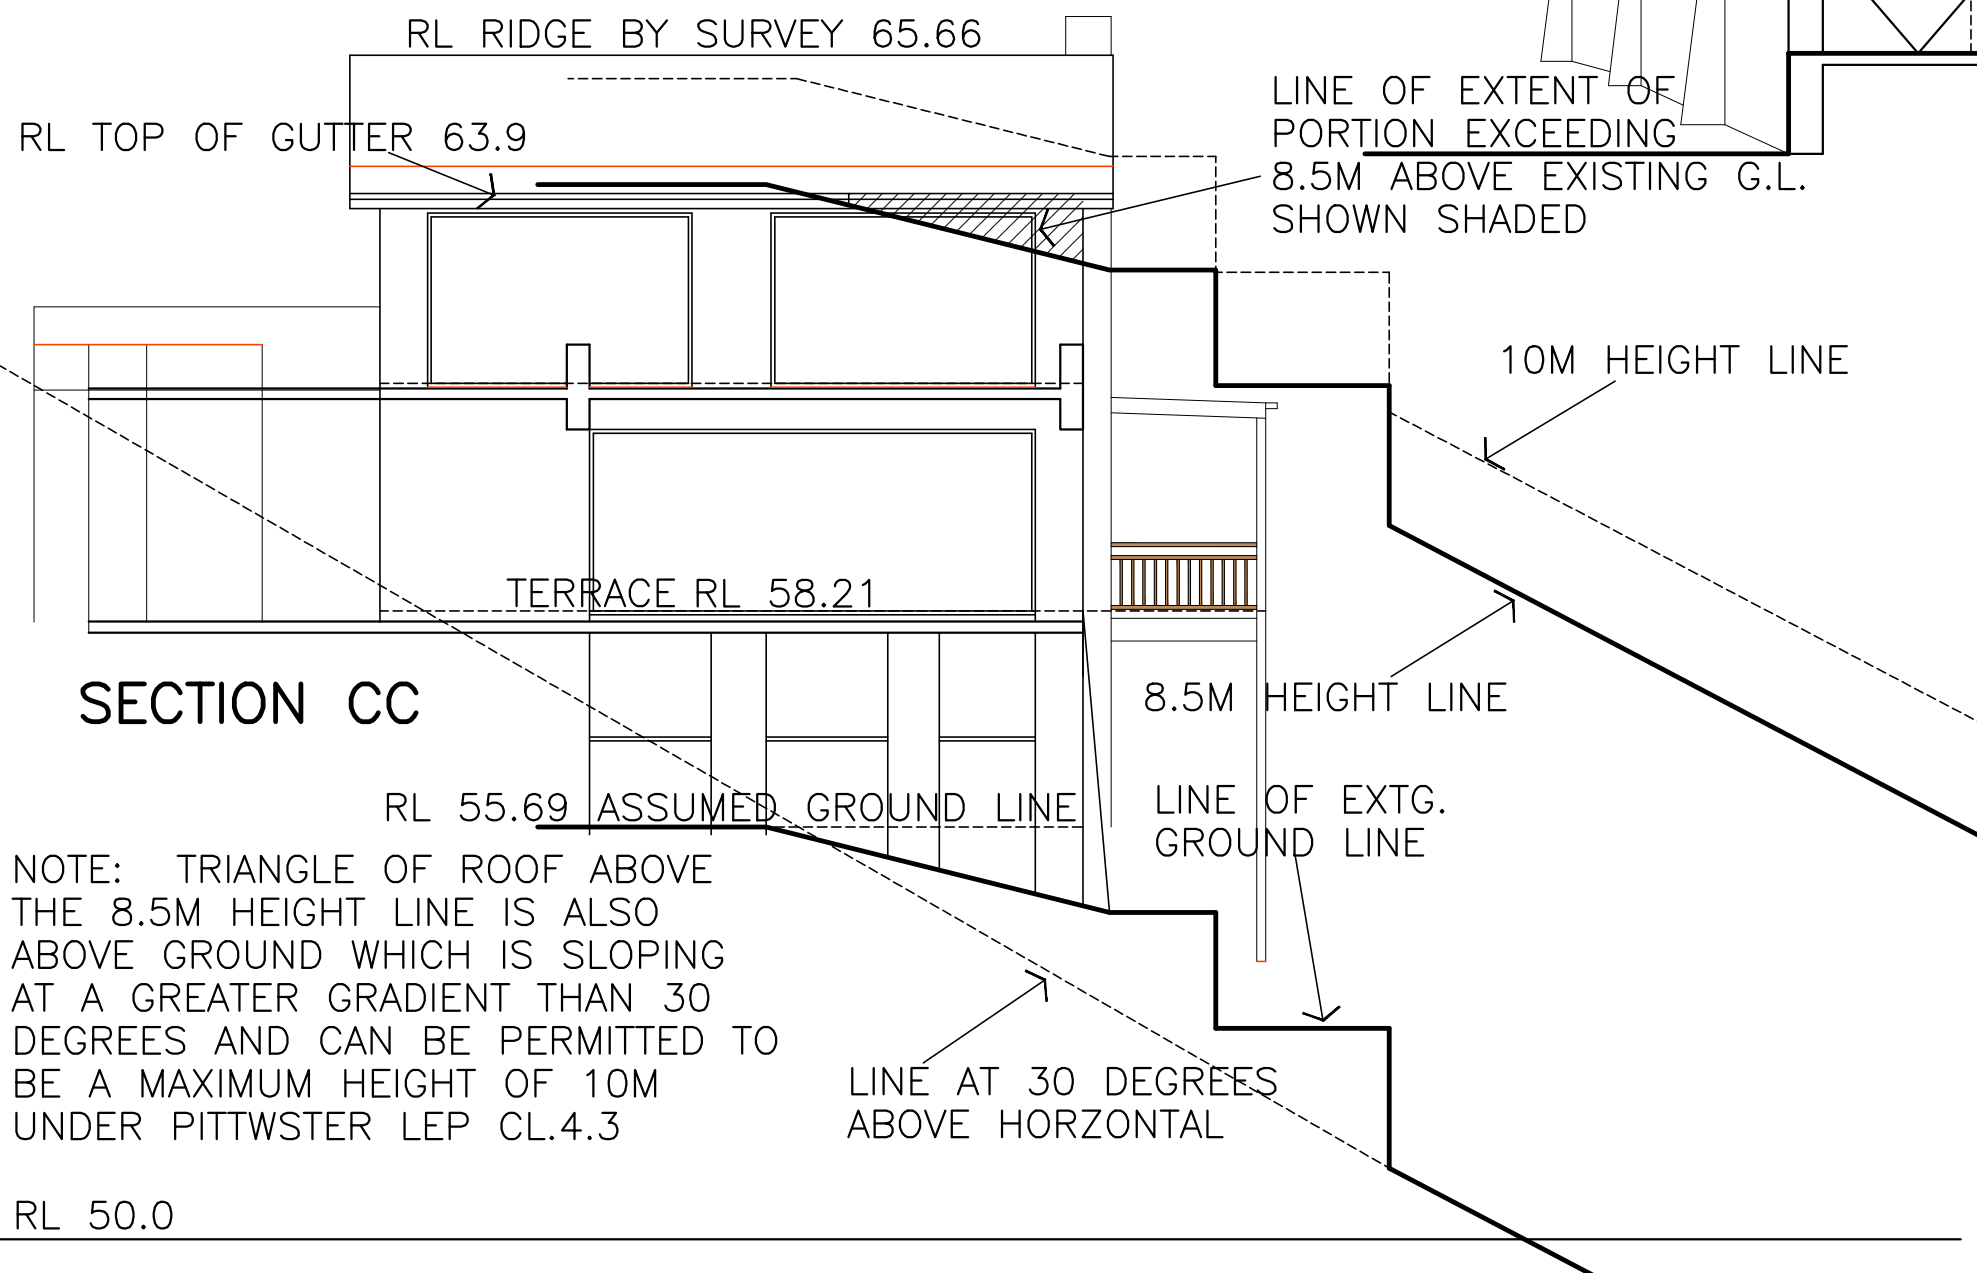 RL RIDGE BY SURVEY 65.66
RL TOP OF GUTTER 63.9
LINE OF EXTENT OF
PORTION EXCEEDING
8.5M ABOVE EXISTING G.L.
SHOWN SHADED
10M HEIGHT LINE
TERRACE RL 58.21
SECTION CC
8.5M HEIGHT LINE
RL 55.69 ASSUMED GROUND LINE
LINE OF EXTG.
GROUND LINE
NOTE: TRIANGLE OF ROOF ABOVE
THE 8.5M HEIGHT LINE IS ALSO
ABOVE GROUND WHICH IS SLOPING
AT A GREATER GRADIENT THAN 30
DEGREES AND CAN BE PERMITTED TO
BE A MAXIMUM HEIGHT OF 10M
UNDER PITTWSTER LEP CL.4.3
LINE AT 30 DEGREES
ABOVE HORZONTAL
RL 50.0